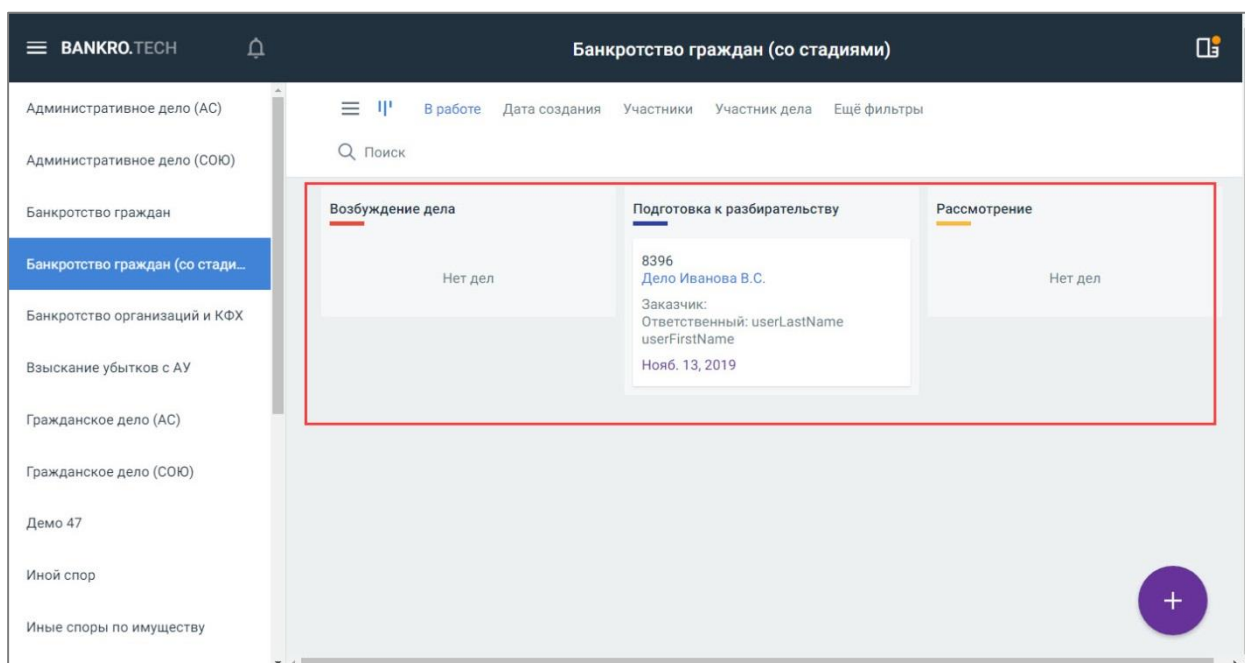 BANKRO.TECH
Банкротство граждан (со стадиями)
Административное дело (АС)
Административное дело (СОЮ)
Банкротство граждан
Банкротство граждан (со стади...
Банкротство организаций и КФХ
Взыскание убытков с АУ
Гражданское дело (АС)
Гражданское дело (СОЮ)
Демо 47
Иной спор
Иные споры по имуществу
В работе Дата создания Участники Участник дела Ещё фильтры
Поиск
Возбуждение дела
Нет дел
Подготовка к разбирательству
8396
Дело Иванова В.С.
Заказчик:
Ответственный: userLastName
userFirstName
Нояб. 13, 2019
Рассмотрение
Нет дел
+